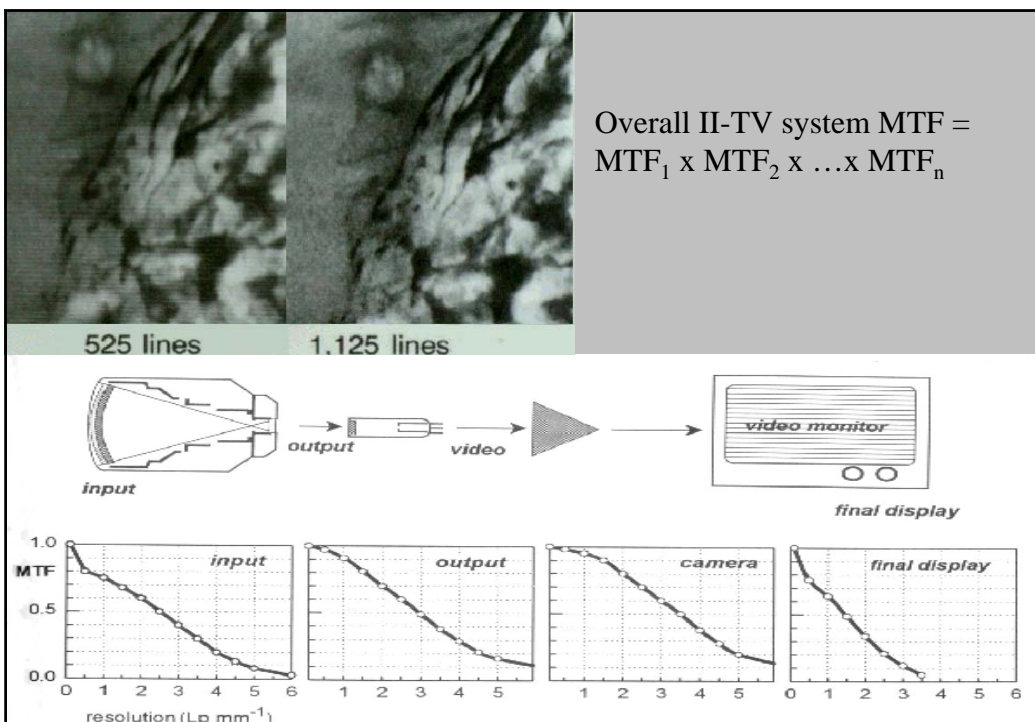 Overall II-TV system MTF =
MTF₁ x MTF₂ x …x MTFₙ
525 lines
1,125 lines
input
output
video
video monitor
final display
1.0
MTF
0.5
0.0
input
output
camera
final display
0 1 2 3 4 5 6
1 2 3 4 5
1 2 3 4 5
0 1 2 3 4 5 6
resolution (Lp mm⁻¹)